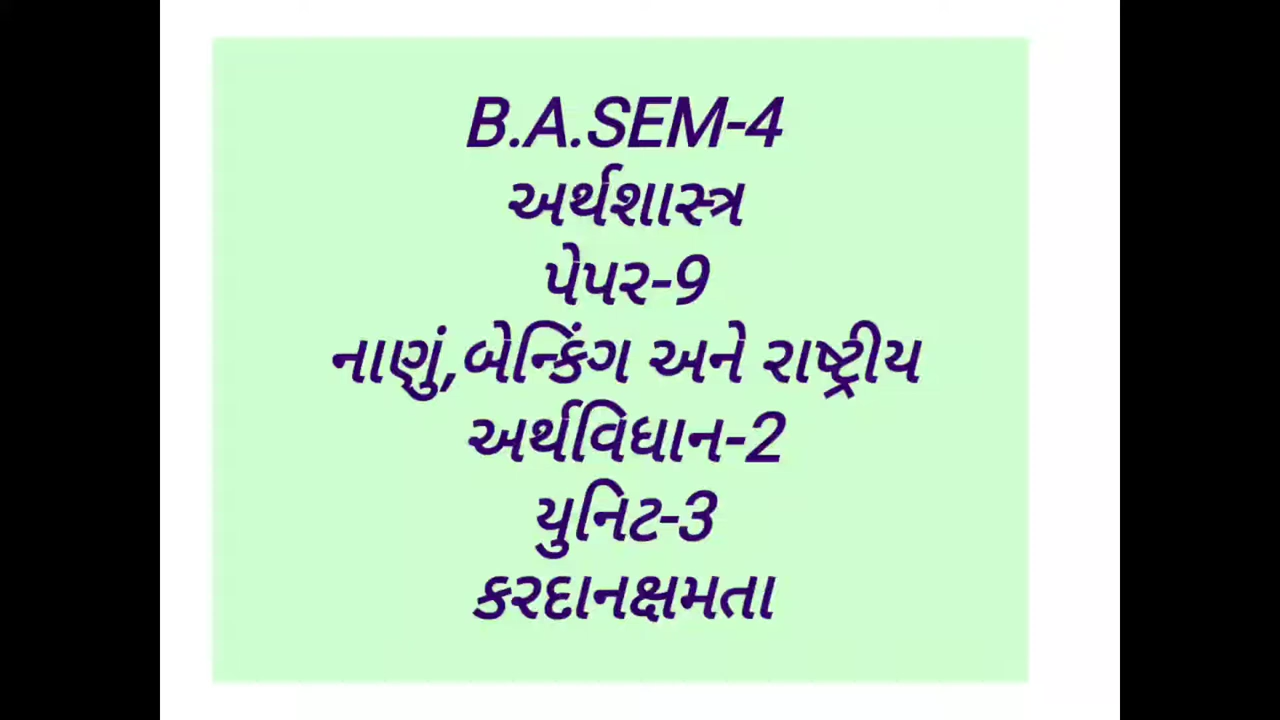 B.A.SEM-4
અર્થશાસ્ત્ર
પેપર-9
નાણું,બેન્કિંગ અને રાષ્ટ્રીય
અર્થવિધાન-2
યુનિટ-3
કરદાનક્ષમતા